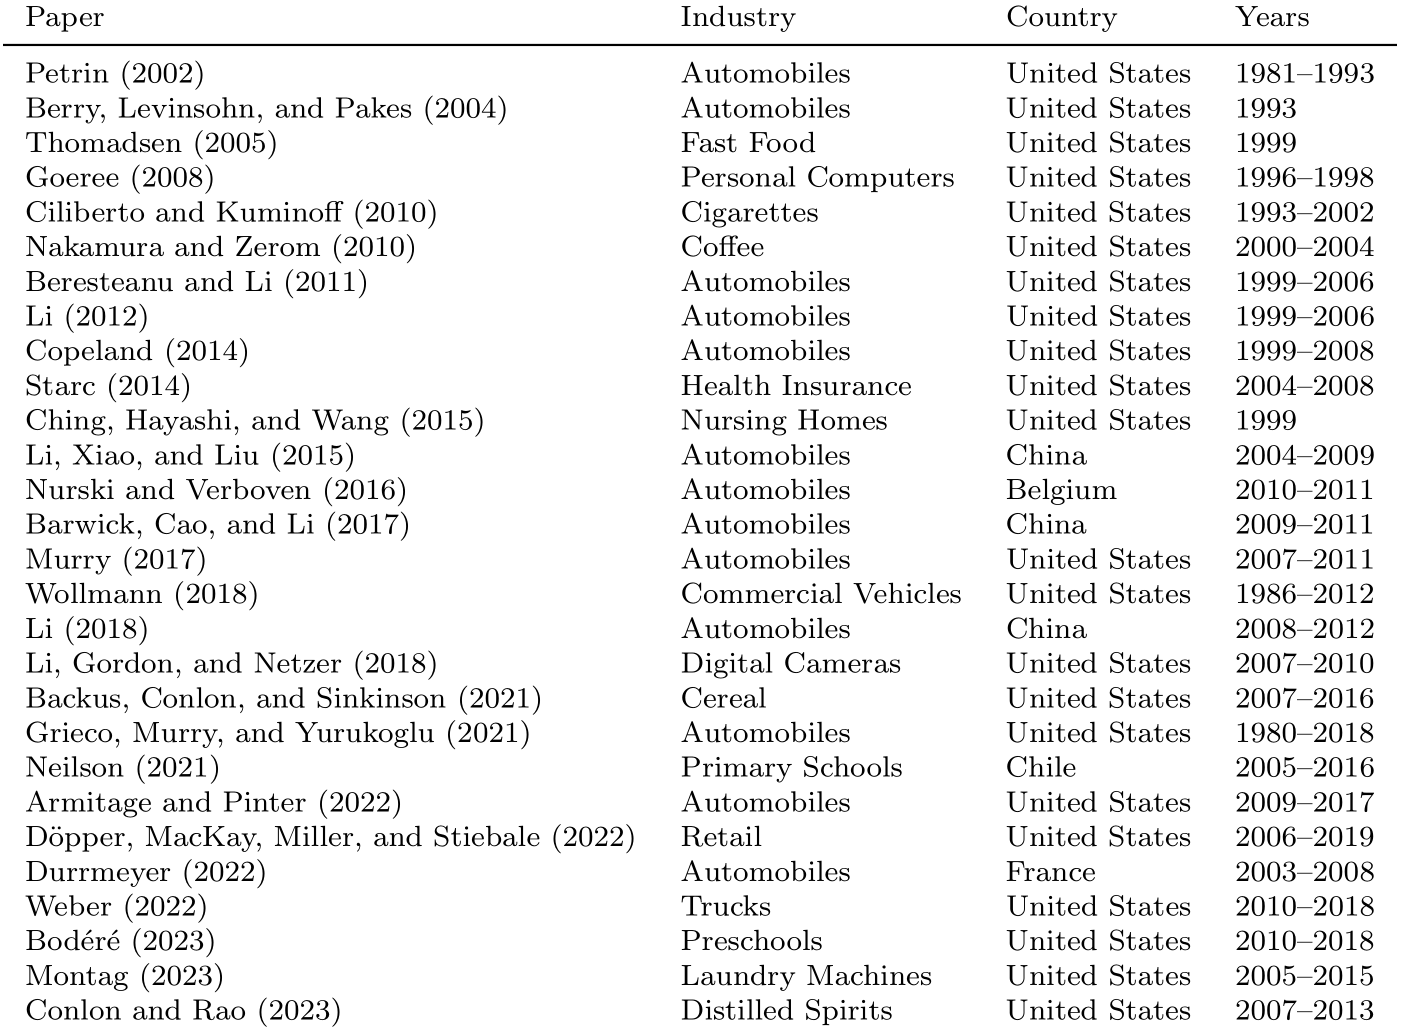 Paper Industry Country Years
Petrin (2002) Automobiles United States 1981–1993
Berry, Levinsohn, and Pakes (2004) Automobiles United States 1993
Thomadsen (2005) Fast Food United States 1999
Goeree (2008) Personal Computers United States 1996–1998
Ciliberto and Kuminoff (2010) Cigarettes United States 1993–2002
Nakamura and Zerom (2010) Coffee United States 2000–2004
Beresteanu and Li (2011) Automobiles United States 1999–2006
Li (2012) Automobiles United States 1999–2006
Copeland (2014) Automobiles United States 1999–2008
Starc (2014) Health Insurance United States 2004–2008
Ching, Hayashi, and Wang (2015) Nursing Homes United States 1999
Li, Xiao, and Liu (2015) Automobiles China 2004–2009
Nurski and Verboven (2016) Automobiles Belgium 2010–2011
Barwick, Cao, and Li (2017) Automobiles China 2009–2011
Murry (2017) Automobiles United States 2007–2011
Wollmann (2018) Commercial Vehicles United States 1986–2012
Li (2018) Automobiles China 2008–2012
Li, Gordon, and Netzer (2018) Digital Cameras United States 2007–2010
Backus, Conlon, and Sinkinson (2021) Cereal United States 2007–2016
Grieco, Murry, and Yurukoglu (2021) Automobiles United States 1980–2018
Neilson (2021) Primary Schools Chile 2005–2016
Armitage and Pinter (2022) Automobiles United States 2009–2017
Döpper, MacKay, Miller, and Stiebale (2022) Retail United States 2006–2019
Durrmeyer (2022) Automobiles France 2003–2008
Weber (2022) Trucks United States 2010–2018
Bodéré (2023) Preschools United States 2010–2018
Montag (2023) Laundry Machines United States 2005–2015
Conlon and Rao (2023) Distilled Spirits United States 2007–2013